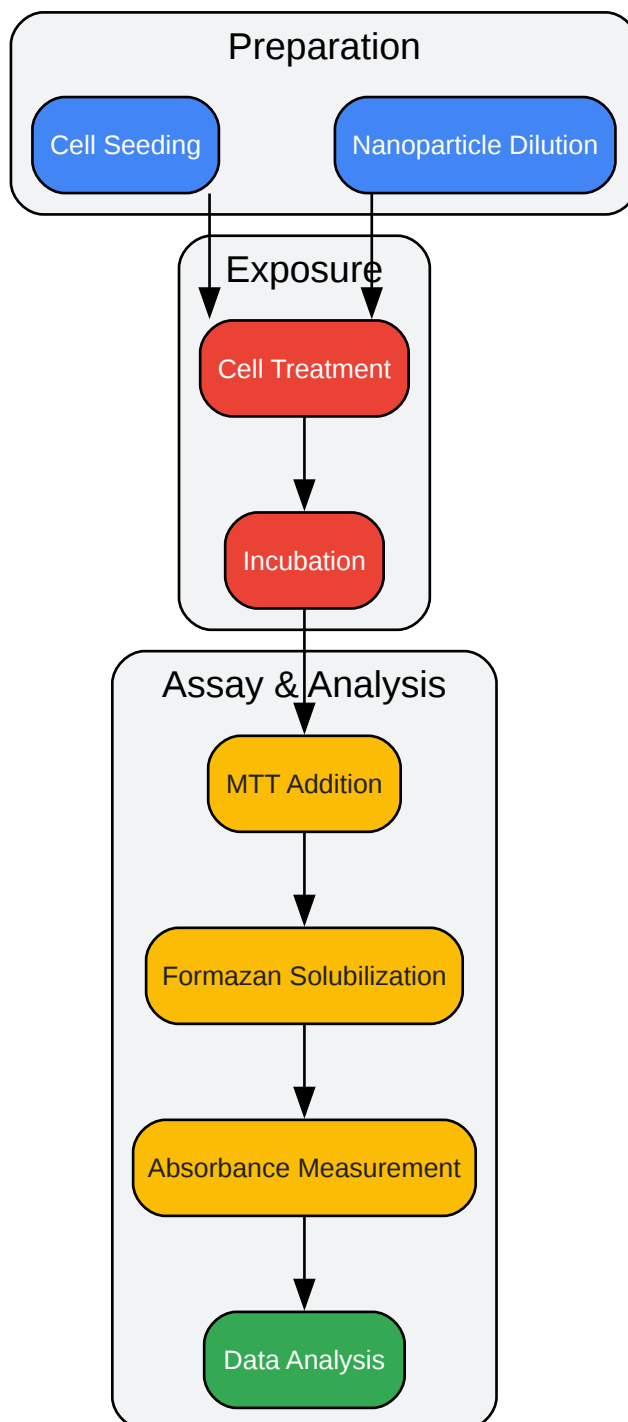 Preparation
Cell Seeding
Nanoparticle Dilution
Exposure
Cell Treatment
Incubation
Assay & Analysis
MTT Addition
Formazan Solubilization
Absorbance Measurement
Data Analysis